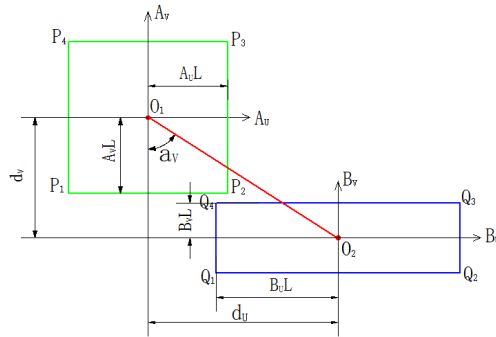 A_V
P_4
P_3
A_UL
O_1
A_U
A_VL
a_V
d_V
P_1
P_2
B_V
Q_4
Q_3
B_VL
O_2
Q_1
B_UL
Q_2
d_U